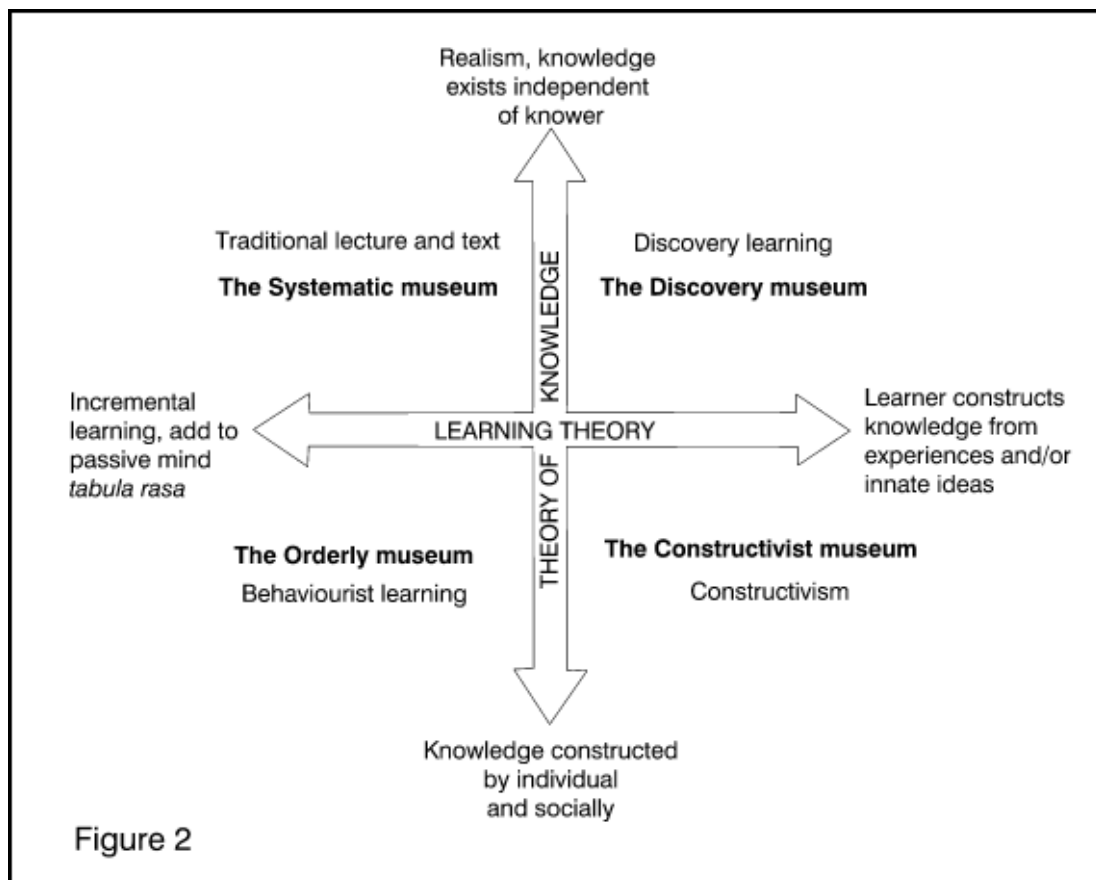 Realism, knowledge
exists independent
of knower
Traditional lecture and text
The Systematic museum
Discovery learning
The Discovery museum
THEORY OF KNOWLEDGE
Incremental
learning, add to
passive mind
tabula rasa
LEARNING THEORY
Learner constructs
knowledge from
experiences and/or
innate ideas
The Orderly museum
Behaviourist learning
The Constructivist museum
Constructivism
Knowledge constructed
by individual
and socially
Figure 2